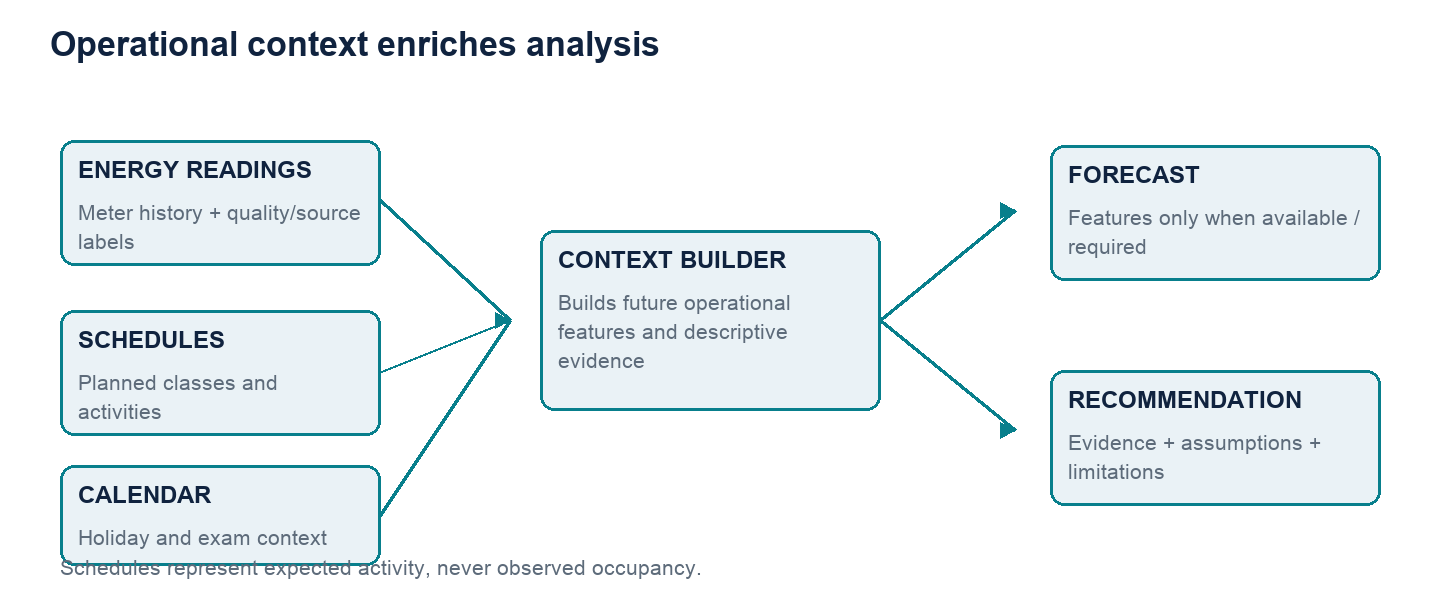 Operational context enriches analysis
ENERGY READINGS
Meter history + quality/source
labels
SCHEDULES
Planned classes and
activities
CALENDAR
Holiday and exam context
CONTEXT BUILDER
Builds future operational
features and descriptive
evidence
FORECAST
Features only when available /
required
RECOMMENDATION
Evidence + assumptions +
limitations
Schedules represent expected activity, never observed occupancy.